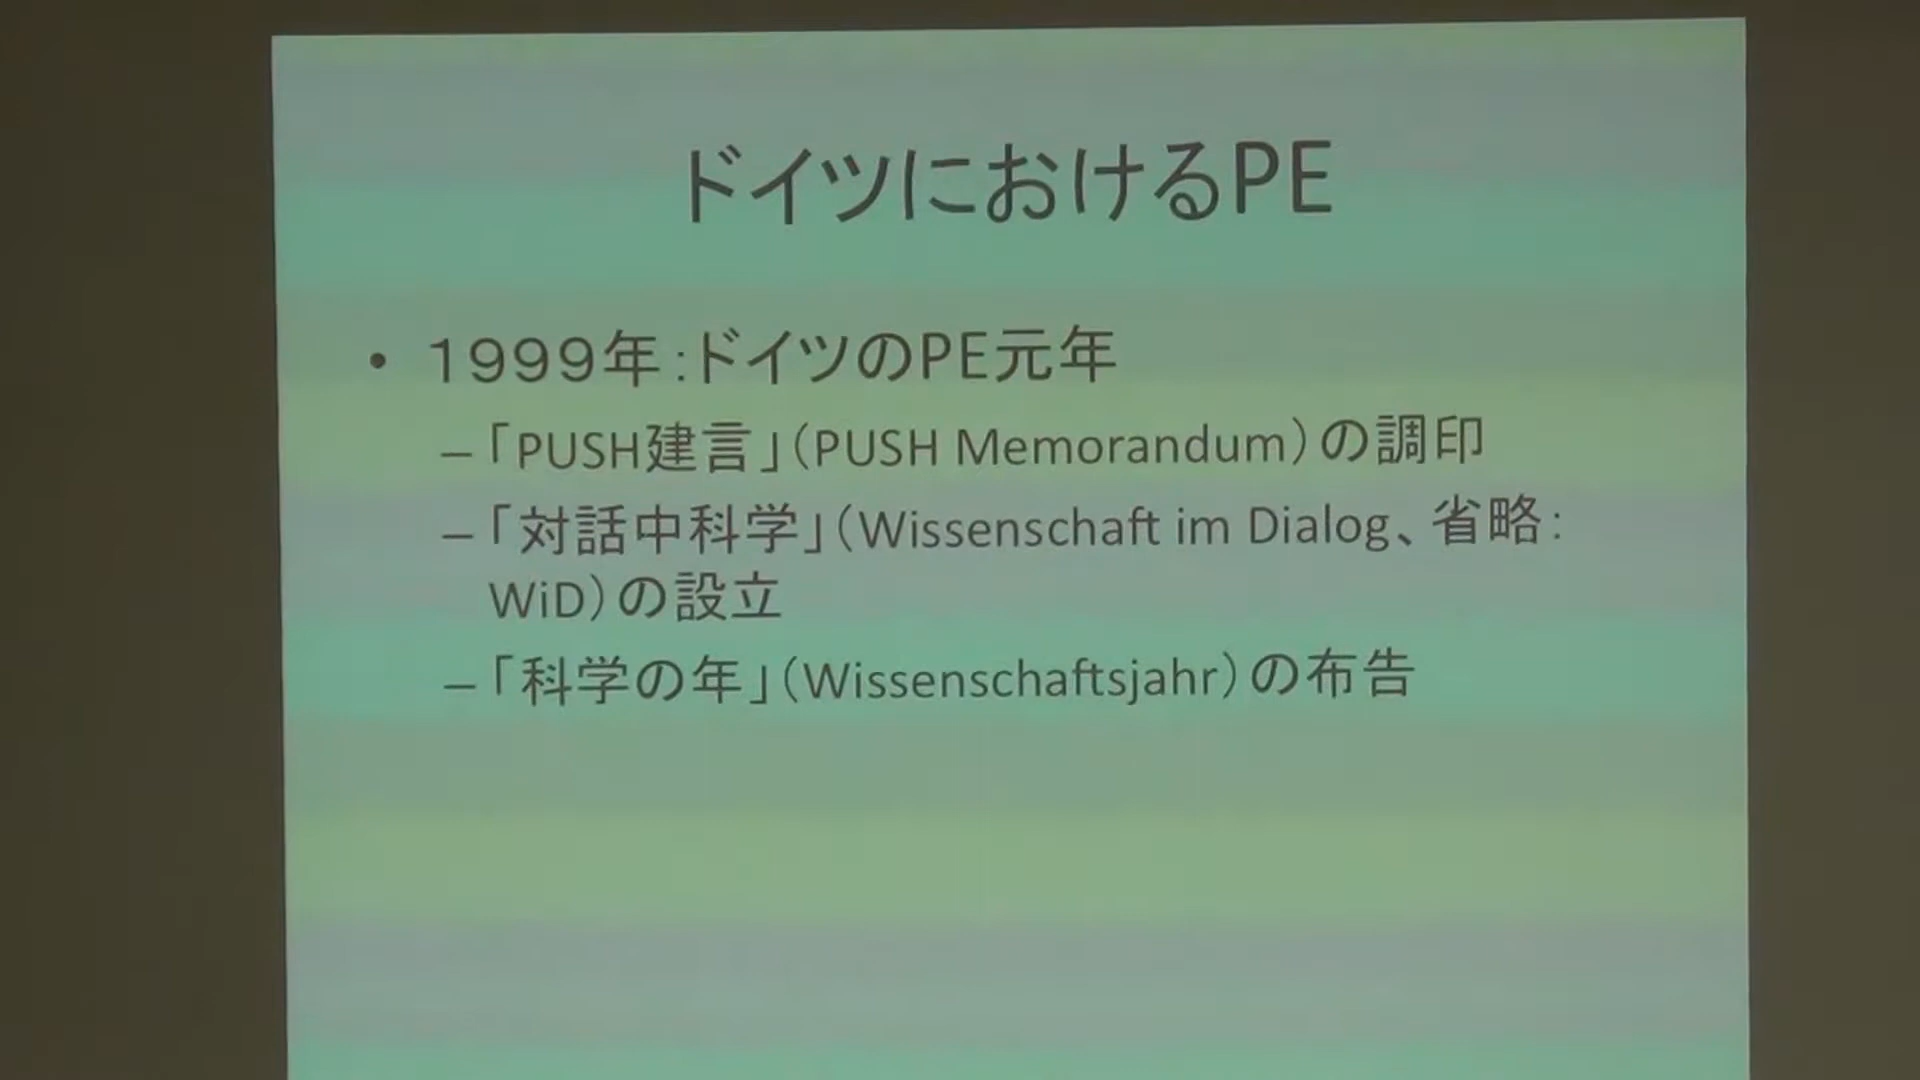 ドイツにおけるPE
• １９９９年：ドイツのPE元年
–「PUSH建言」（PUSH Memorandum）の調印
–「対話中科学」（Wissenschaft im Dialog、省略：
WiD）の設立
–「科学の年」（Wissenschaftsjahr）の布告